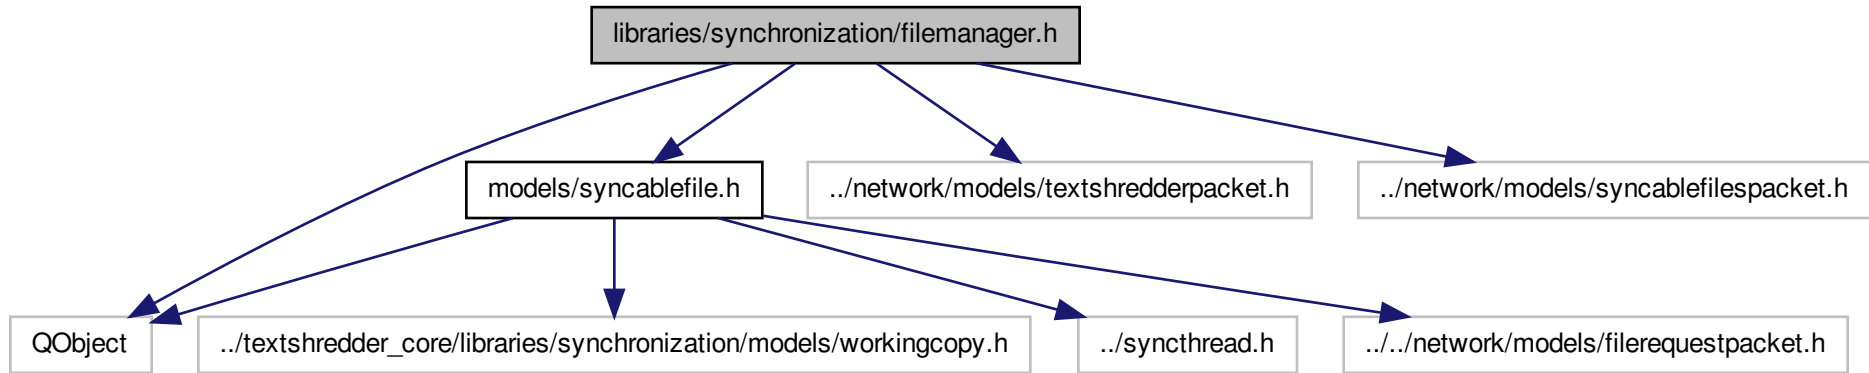 libraries/synchronization/filemanager.h
models/syncablefile.h
../network/models/textshredderpacket.h
../network/models/syncablefilespacket.h
QObject
../textshredder_core/libraries/synchronization/models/workingcopy.h
../syncthread.h
../../network/models/filerequestpacket.h